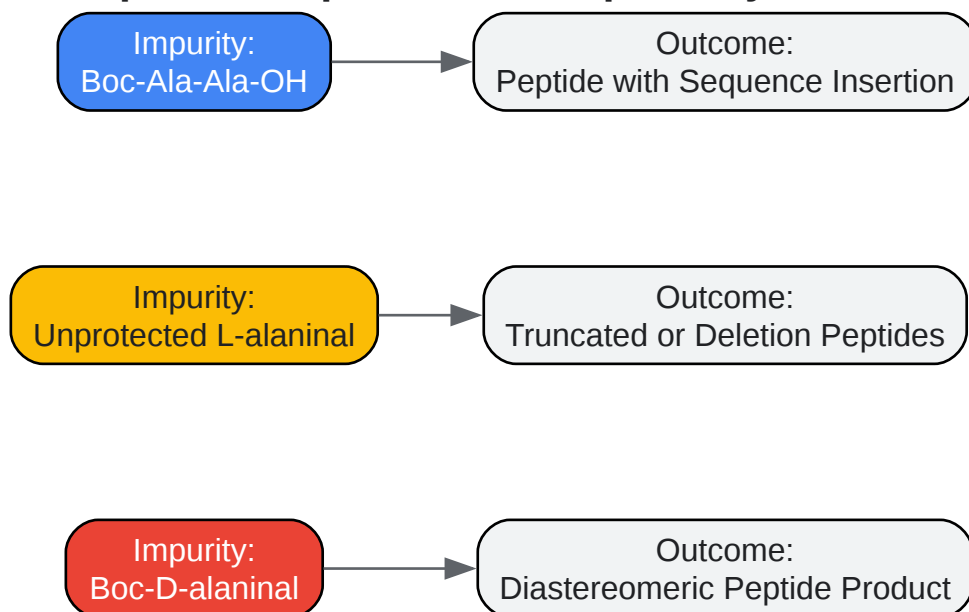 Impurity:
Boc-Ala-Ala-OH
Outcome:
Peptide with Sequence Insertion
Impurity:
Unprotected L-alaninal
Outcome:
Truncated or Deletion Peptides
Impurity:
Boc-D-alaninal
Outcome:
Diastereomeric Peptide Product